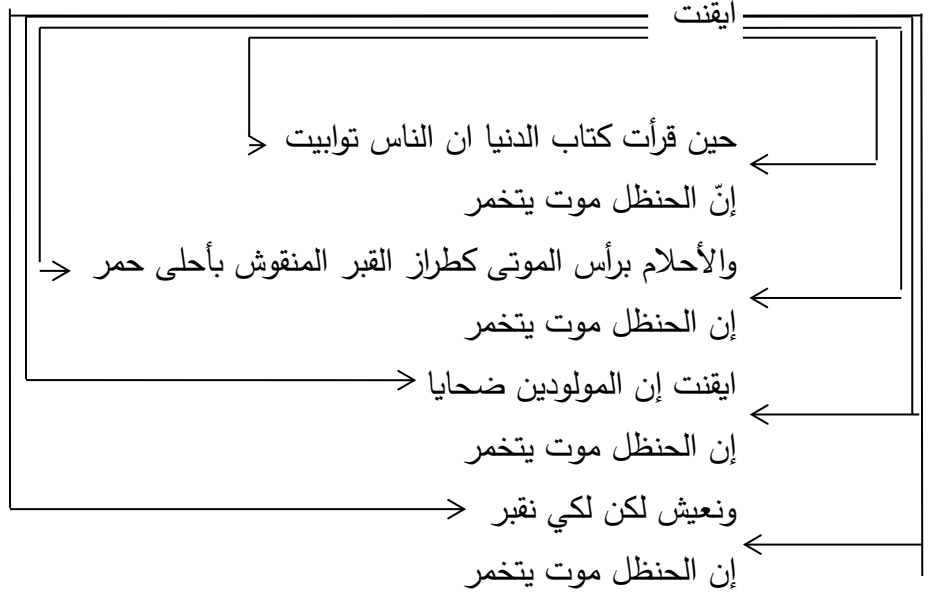 ايقنت
حين قرأت كتاب الدنيا ان الناس توابيت
إنّ الحنظل موت يتخمر
والأحلام برأس الموتى كطراز القبر المنقوش بأحلى حمر
إن الحنظل موت يتخمر
ايقنت إن المولودين ضحايا
إن الحنظل موت يتخمر
ونعيش لكن لكي نقبر
إن الحنظل موت يتخمر